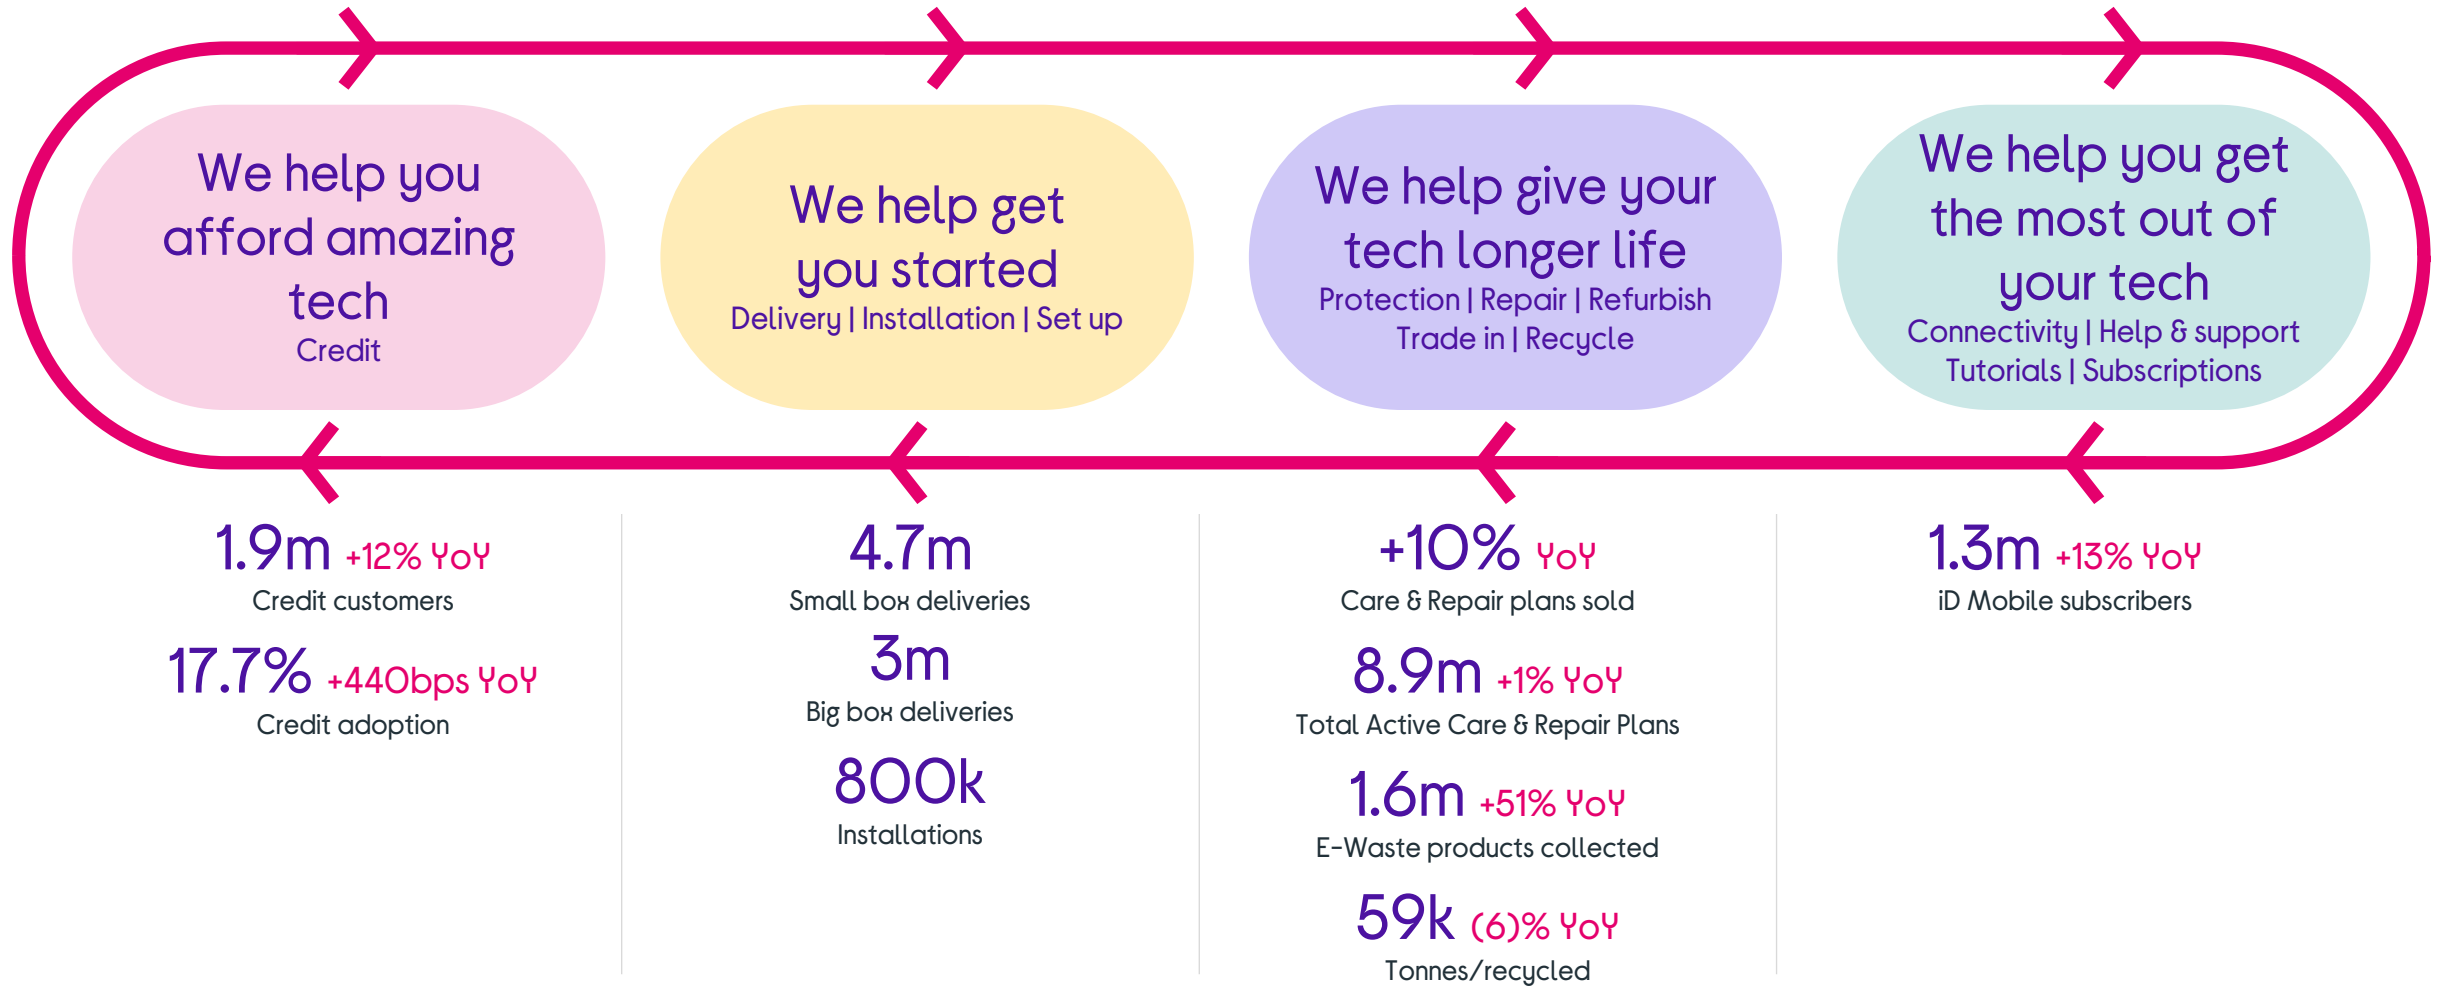 We help you
afford amazing
tech
Credit
We help get
you started
Delivery | Installation | Set up
We help give your
tech longer life
Protection | Repair | Refurbish
Trade in | Recycle
We help you get
the most out of
your tech
Connectivity | Help & support
Tutorials | Subscriptions
1.9m +12% YoY
Credit customers
17.7% +440bps YoY
Credit adoption
4.7m
Small box deliveries
3m
Big box deliveries
800k
Installations
+10% YoY
Care & Repair plans sold
8.9m +1% YoY
Total Active Care & Repair Plans
1.6m +51% YoY
E-Waste products collected
59k (6)% YoY
Tonnes/recycled
1.3m +13% YoY
iD Mobile subscribers